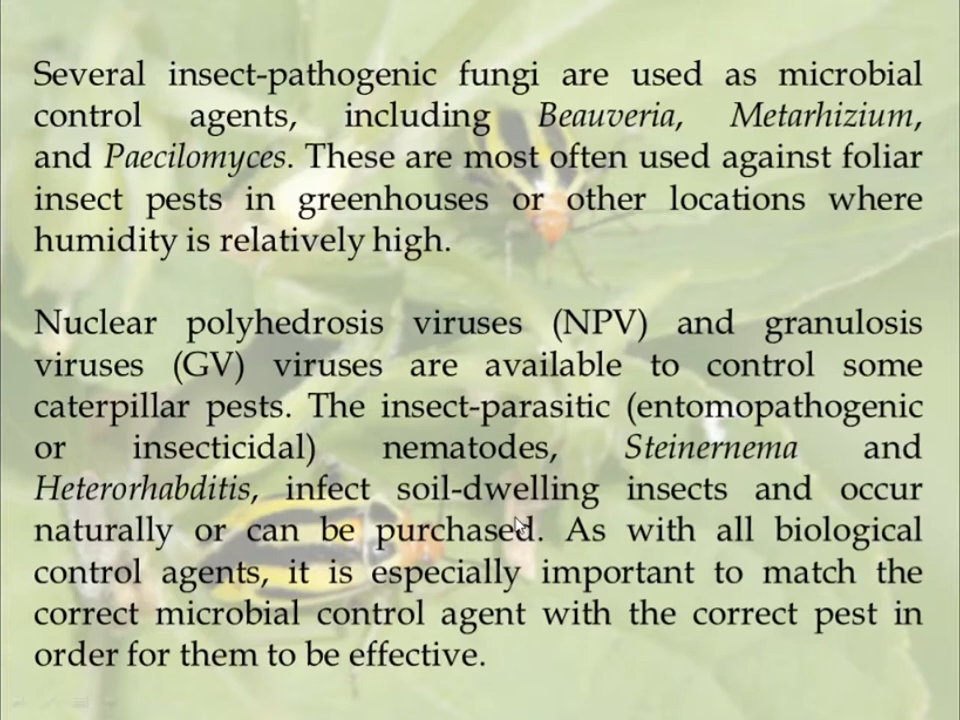 Several insect-pathogenic fungi are used as microbial
control agents, including Beauveria, Metarhizium,
and Paecilomyces. These are most often used against foliar
insect pests in greenhouses or other locations where
humidity is relatively high.
Nuclear polyhedrosis viruses (NPV) and granulosis
viruses (GV) viruses are available to control some
caterpillar pests. The insect-parasitic (entomopathogenic
or insecticidal) nematodes, Steinernema and
Heterorhabditis, infect soil-dwelling insects and occur
naturally or can be purchased. As with all biological
control agents, it is especially important to match the
correct microbial control agent with the correct pest in
order for them to be effective.